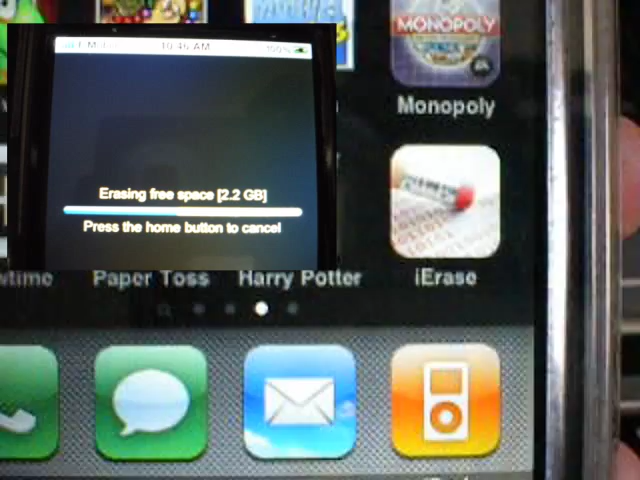 MONOPOLY
Monopoly
10:46 AM
100%
Erasing free space [2.2 GB]
Press the home button to cancel
Paper Toss
Harry Potter
iErase